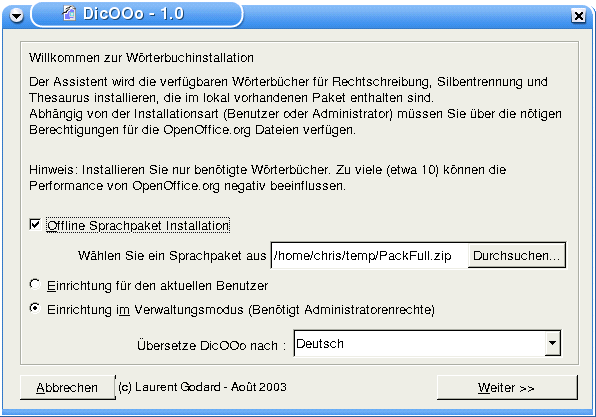 DicOOo - 1.0
Willkommen zur Wörterbuchinstallation
Der Assistent wird die verfügbaren Wörterbücher für Rechtschreibung, Silbentrennung und
Thesaurus installieren, die im lokal vorhandenen Paket enthalten sind.
Abhängig von der Installationsart (Benutzer oder Administrator) müssen Sie über die nötigen
Berechtigungen für die OpenOffice.org Dateien verfügen.
Hinweis: Installieren Sie nur benötigte Wörterbücher. Zu viele (etwa 10) können die
Performance von OpenOffice.org negativ beeinflussen.
Offline Sprachpaket Installation
Wählen Sie ein Sprachpaket aus /home/chris/temp/PackFull.zip Durchsuchen...
Einrichtung für den aktuellen Benutzer
Einrichtung im Verwaltungsmodus (Benötigt Administratorenrechte)
Übersetze DicOOo nach : Deutsch
Abbrechen (c) Laurent Godard - Août 2003 Weiter >>